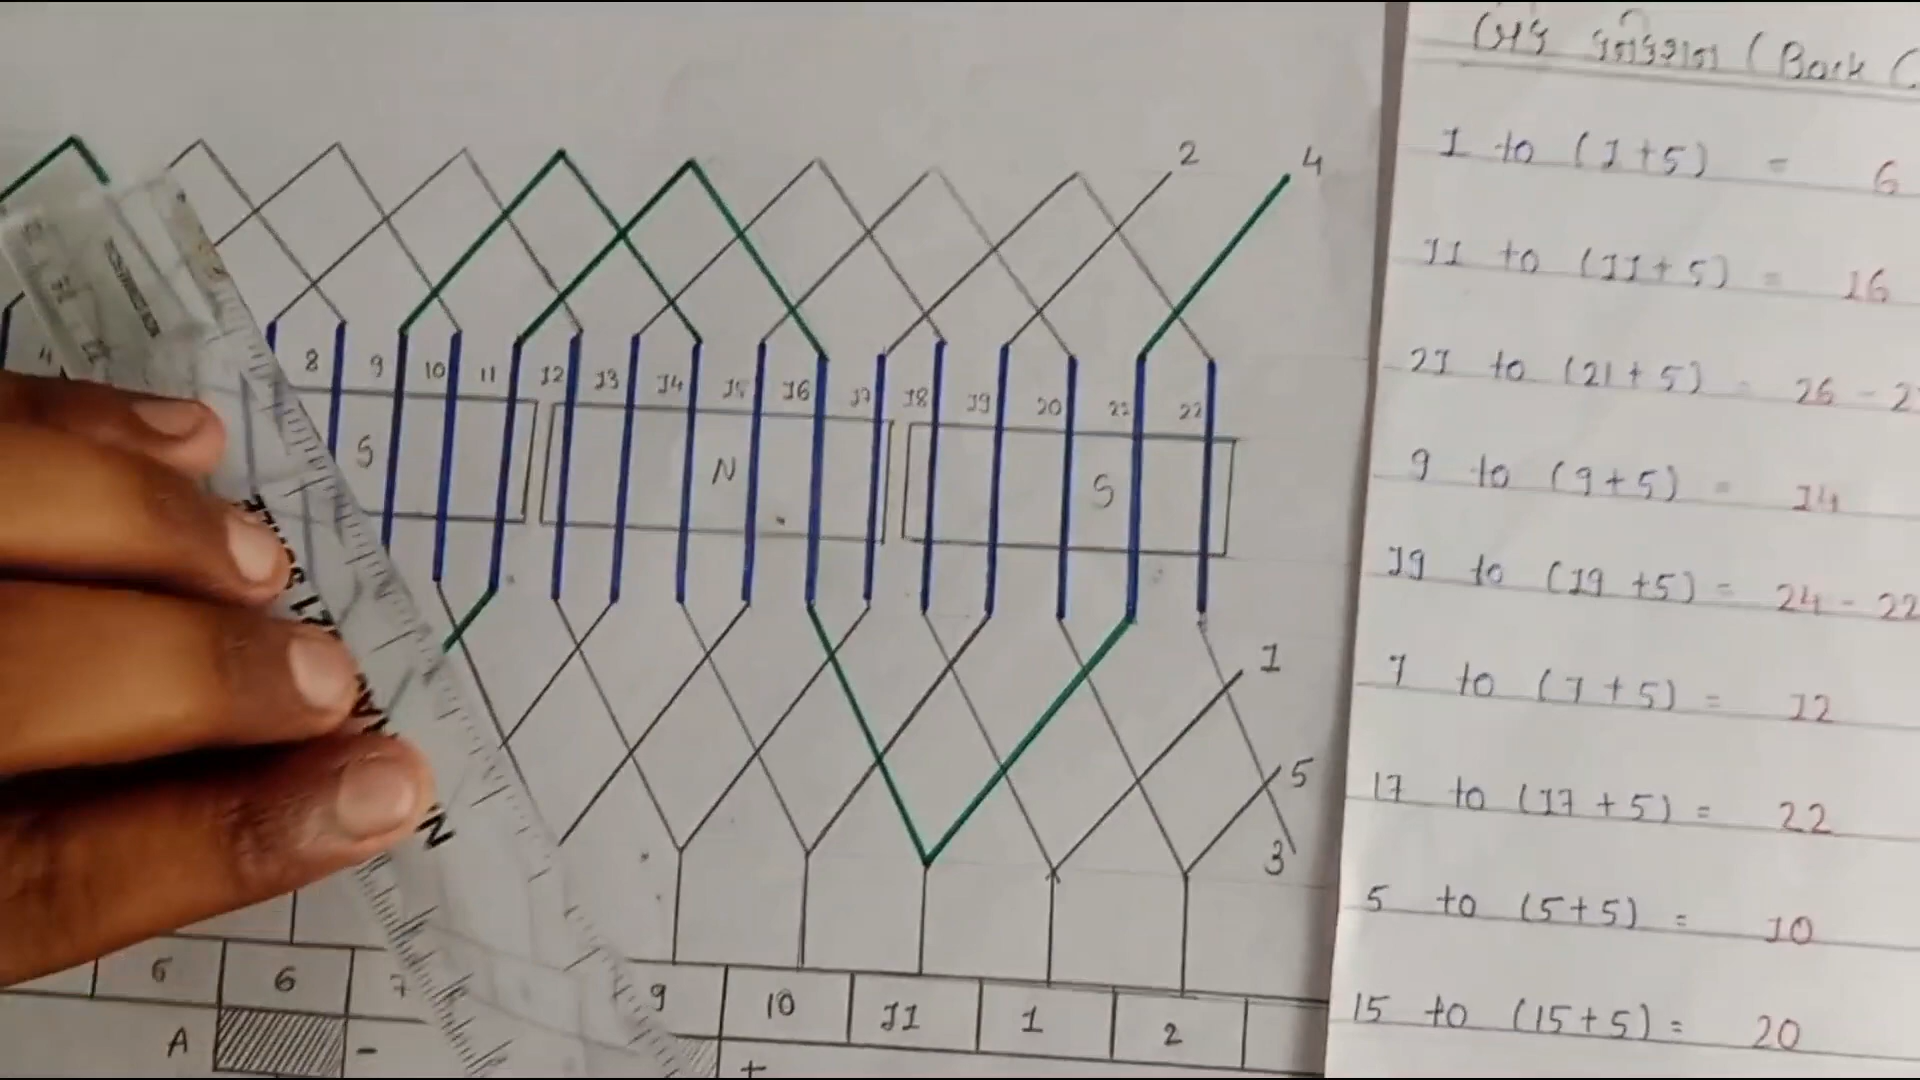 2 4
4 8 9 10 11 12 13 14 15 16 17 18 19 20 21 22
S N S
1
5
3
5 6 7 9 10 11 1 2
A - +
(Back C
1 to (1+5) = 6
11 to (11+5) = 16
21 to (21+5) = 26 - 2
9 to (9+5) = 14
19 to (19+5) = 24 - 22
7 to (7+5) = 12
17 to (17+5) = 22
5 to (5+5) = 10
15 to (15+5) = 20